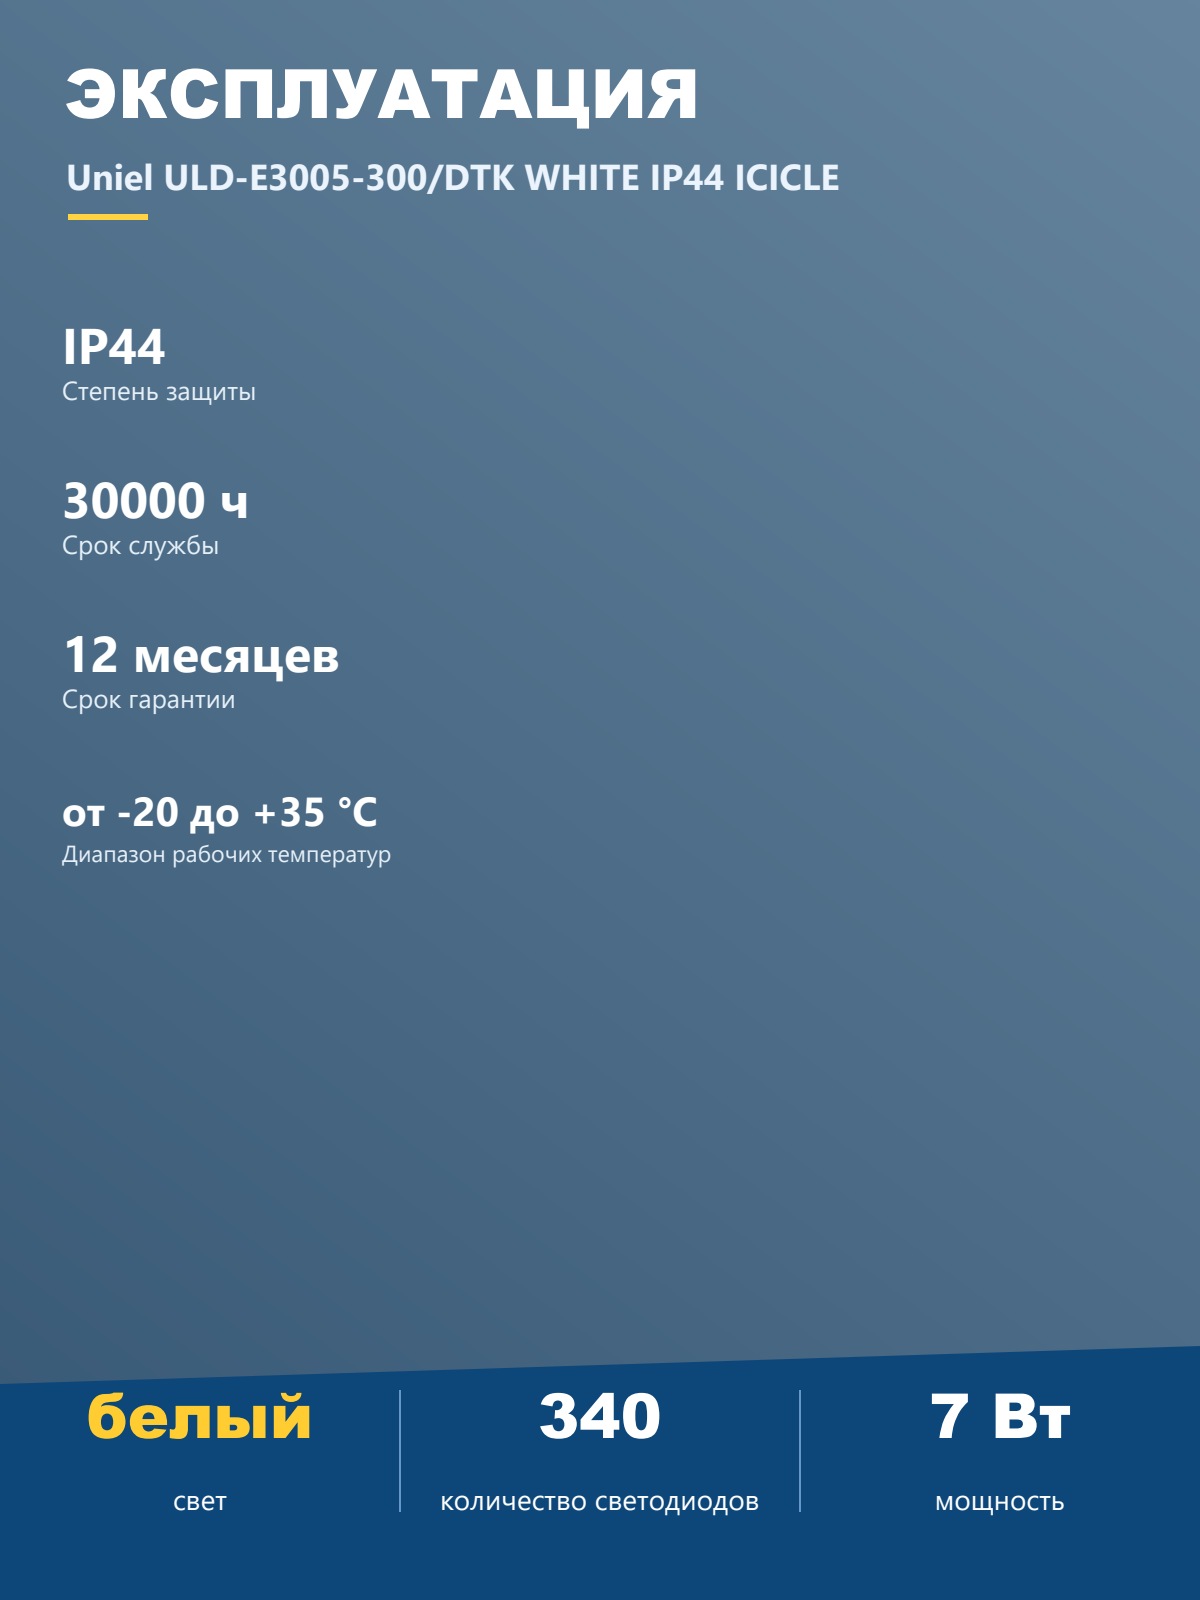 ЭКСПЛУАТАЦИЯ
Uniel ULD-E3005-300/DTK WHITE IP44 ICICLE
IP44
Степень защиты
30000 ч
Срок службы
12 месяцев
Срок гарантии
от -20 до +35 °C
Диапазон рабочих температур
белый
свет
340
количество светодиодов
7 Вт
мощность